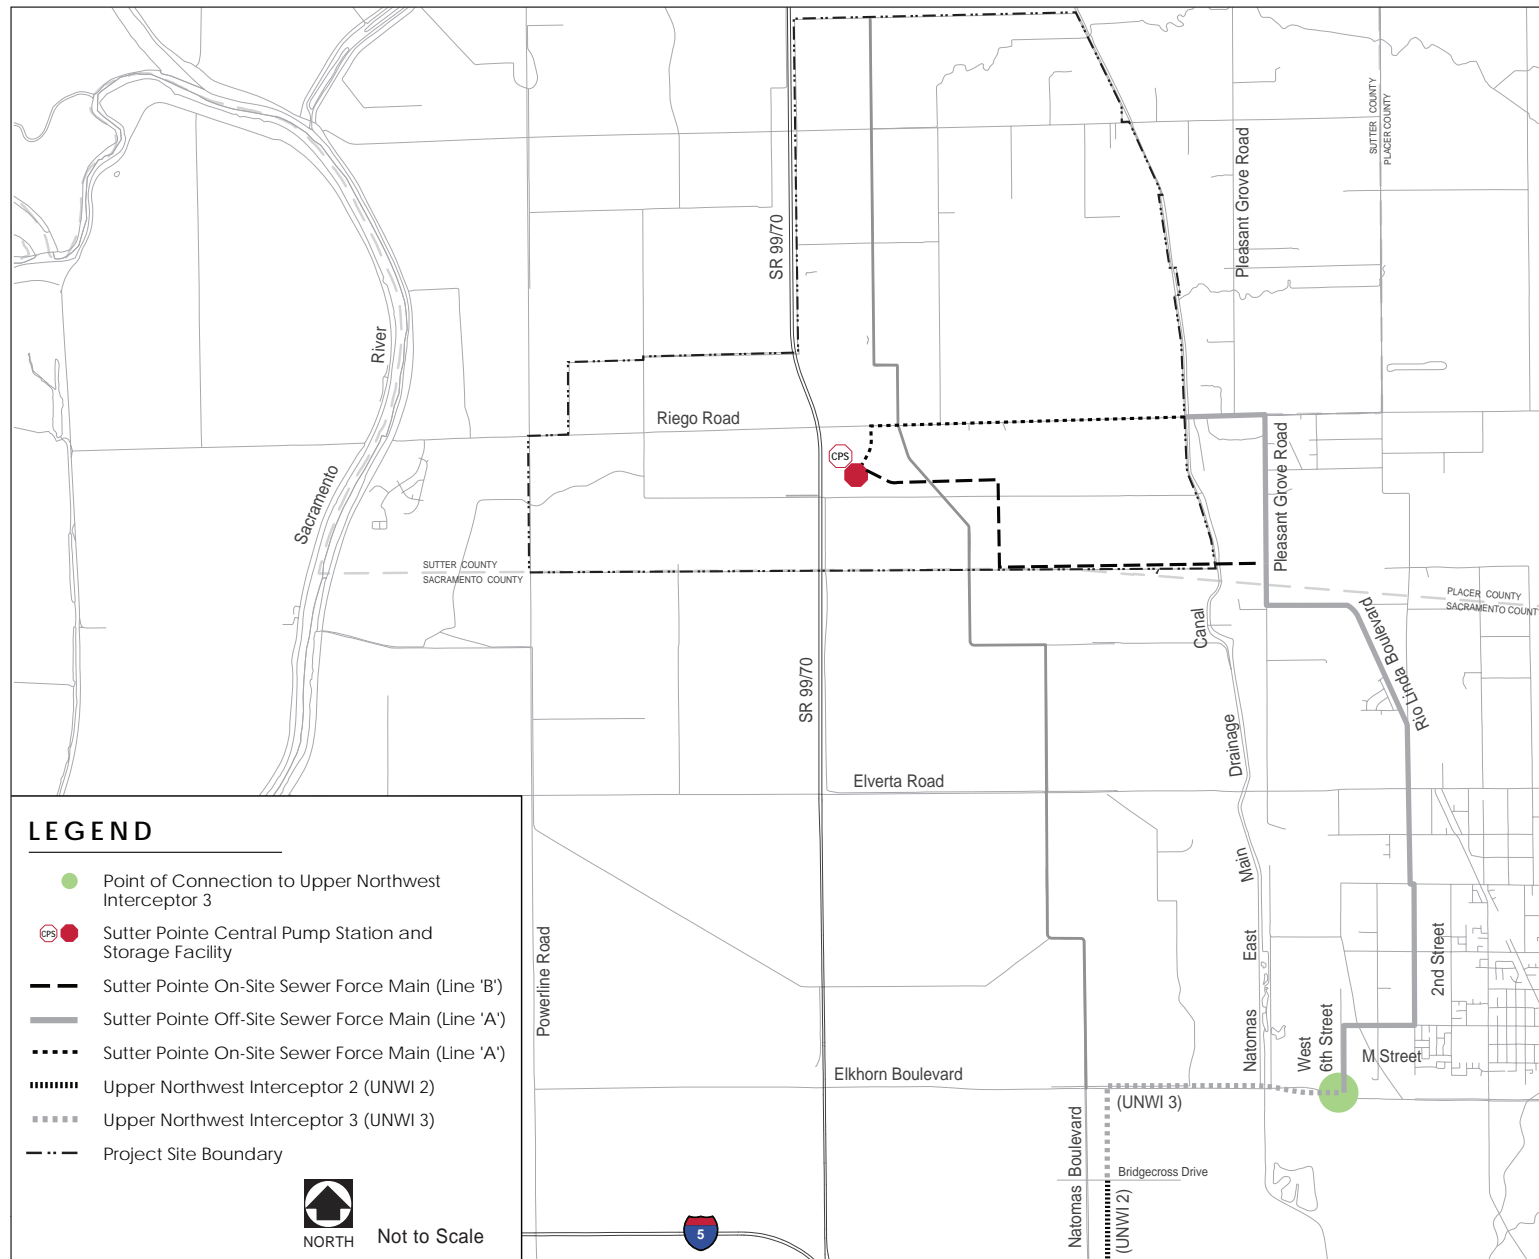 SUTTER COUNTY
PLACER COUNTY
Pleasant Grove Road
SR 99/70
River
Riego Road
CPS
Pleasant Grove Road
Sacramento
SUTTER COUNTY
SACRAMENTO COUNTY
PLACER COUNTY
SACRAMENTO COUNT
Canal
Rio Linda Boulevard
SR 99/70
Drainage
Elverta Road
Main
East
Natomas
2nd Street
West
6th Street
M Street
Powerline Road
Elkhorn Boulevard
(UNWI 3)
Natomas Boulevard
Bridgecross Drive
(UNWI 2)
5
LEGEND
Point of Connection to Upper Northwest
Interceptor 3
CPS
Sutter Pointe Central Pump Station and
Storage Facility
Sutter Pointe On-Site Sewer Force Main (Line 'B')
Sutter Pointe Off-Site Sewer Force Main (Line 'A')
Sutter Pointe On-Site Sewer Force Main (Line 'A')
Upper Northwest Interceptor 2 (UNWI 2)
Upper Northwest Interceptor 3 (UNWI 3)
Project Site Boundary
NORTH
Not to Scale